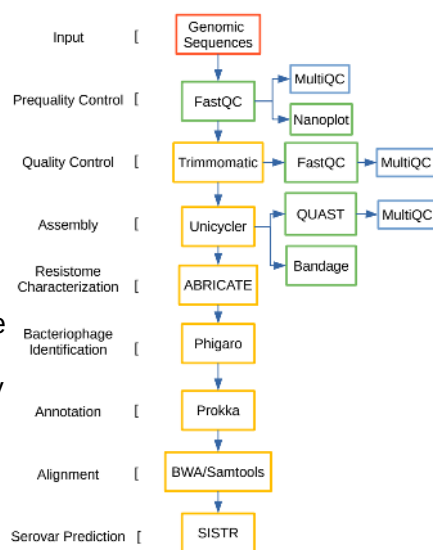 Input [ Genomic
Sequences
MultiQC
Prequality Control [ FastQC
Nanoplot
Quality Control [ Trimmomatic FastQC MultiQC
QUAST MultiQC
Assembly [ Unicycler
Bandage
Resistome
Characterization [ ABRICATE
e
Bacteriophage
Identification [ Phigaro
y
Annotation [ Prokka
Alignment [ BWA/Samtools
Serovar Prediction [ SISTR